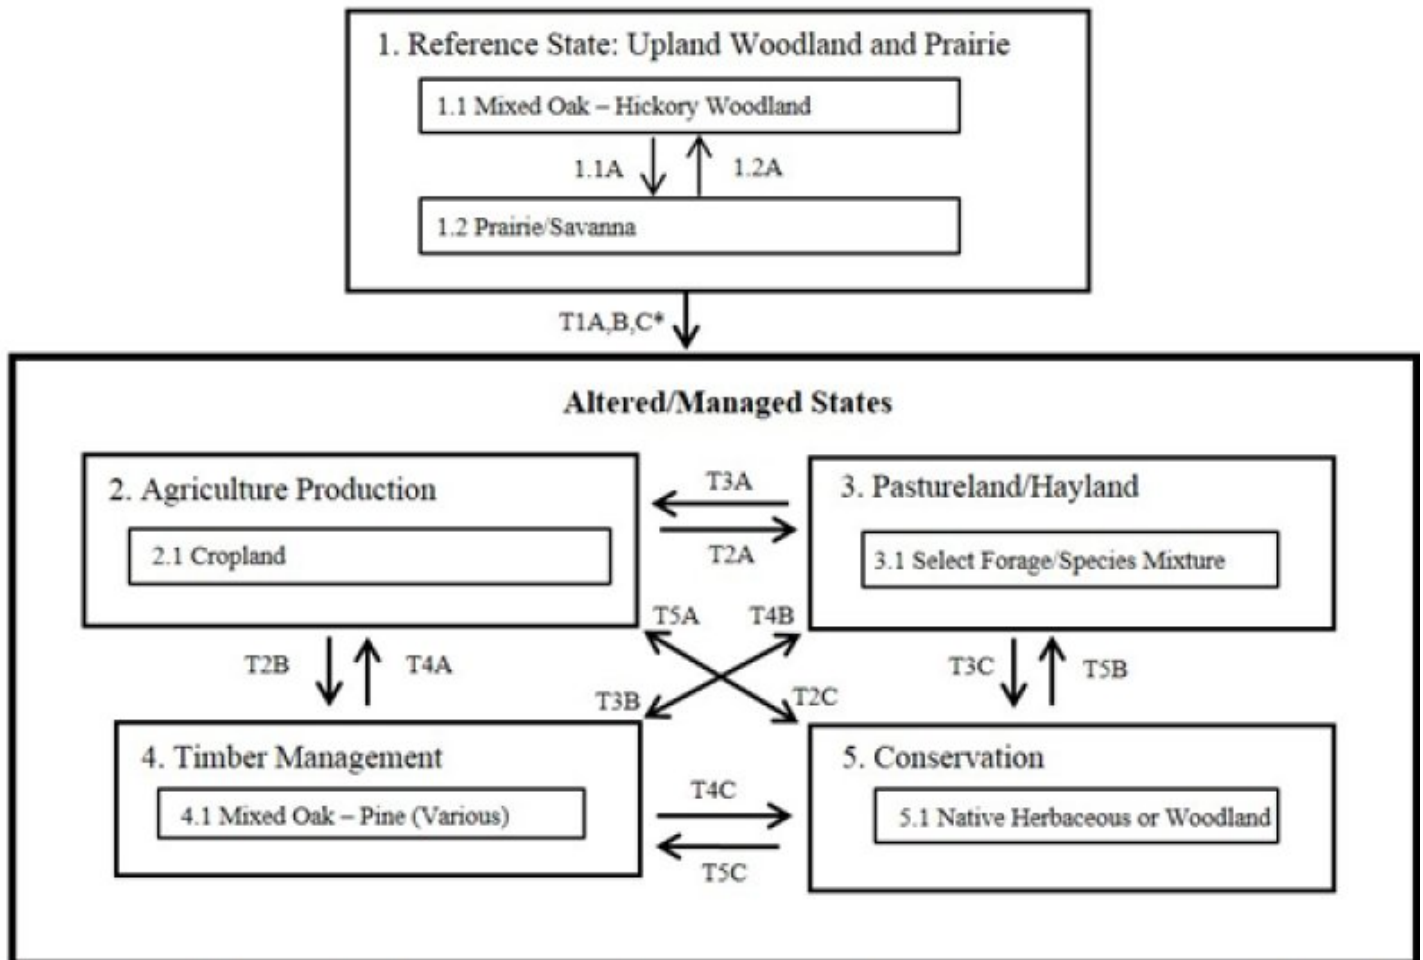 1. Reference State: Upland Woodland and Prairie
1.1 Mixed Oak – Hickory Woodland
1.1A
1.2A
1.2 Prairie/Savanna
T1A,B,C*
Altered/Managed States
2. Agriculture Production
2.1 Cropland
T3A
T2A
3. Pastureland/Hayland
3.1 Select Forage/Species Mixture
T5A
T4B
T2B
T4A
T3C
T5B
T3B
T2C
4. Timber Management
4.1 Mixed Oak – Pine (Various)
T4C
T5C
5. Conservation
5.1 Native Herbaceous or Woodland